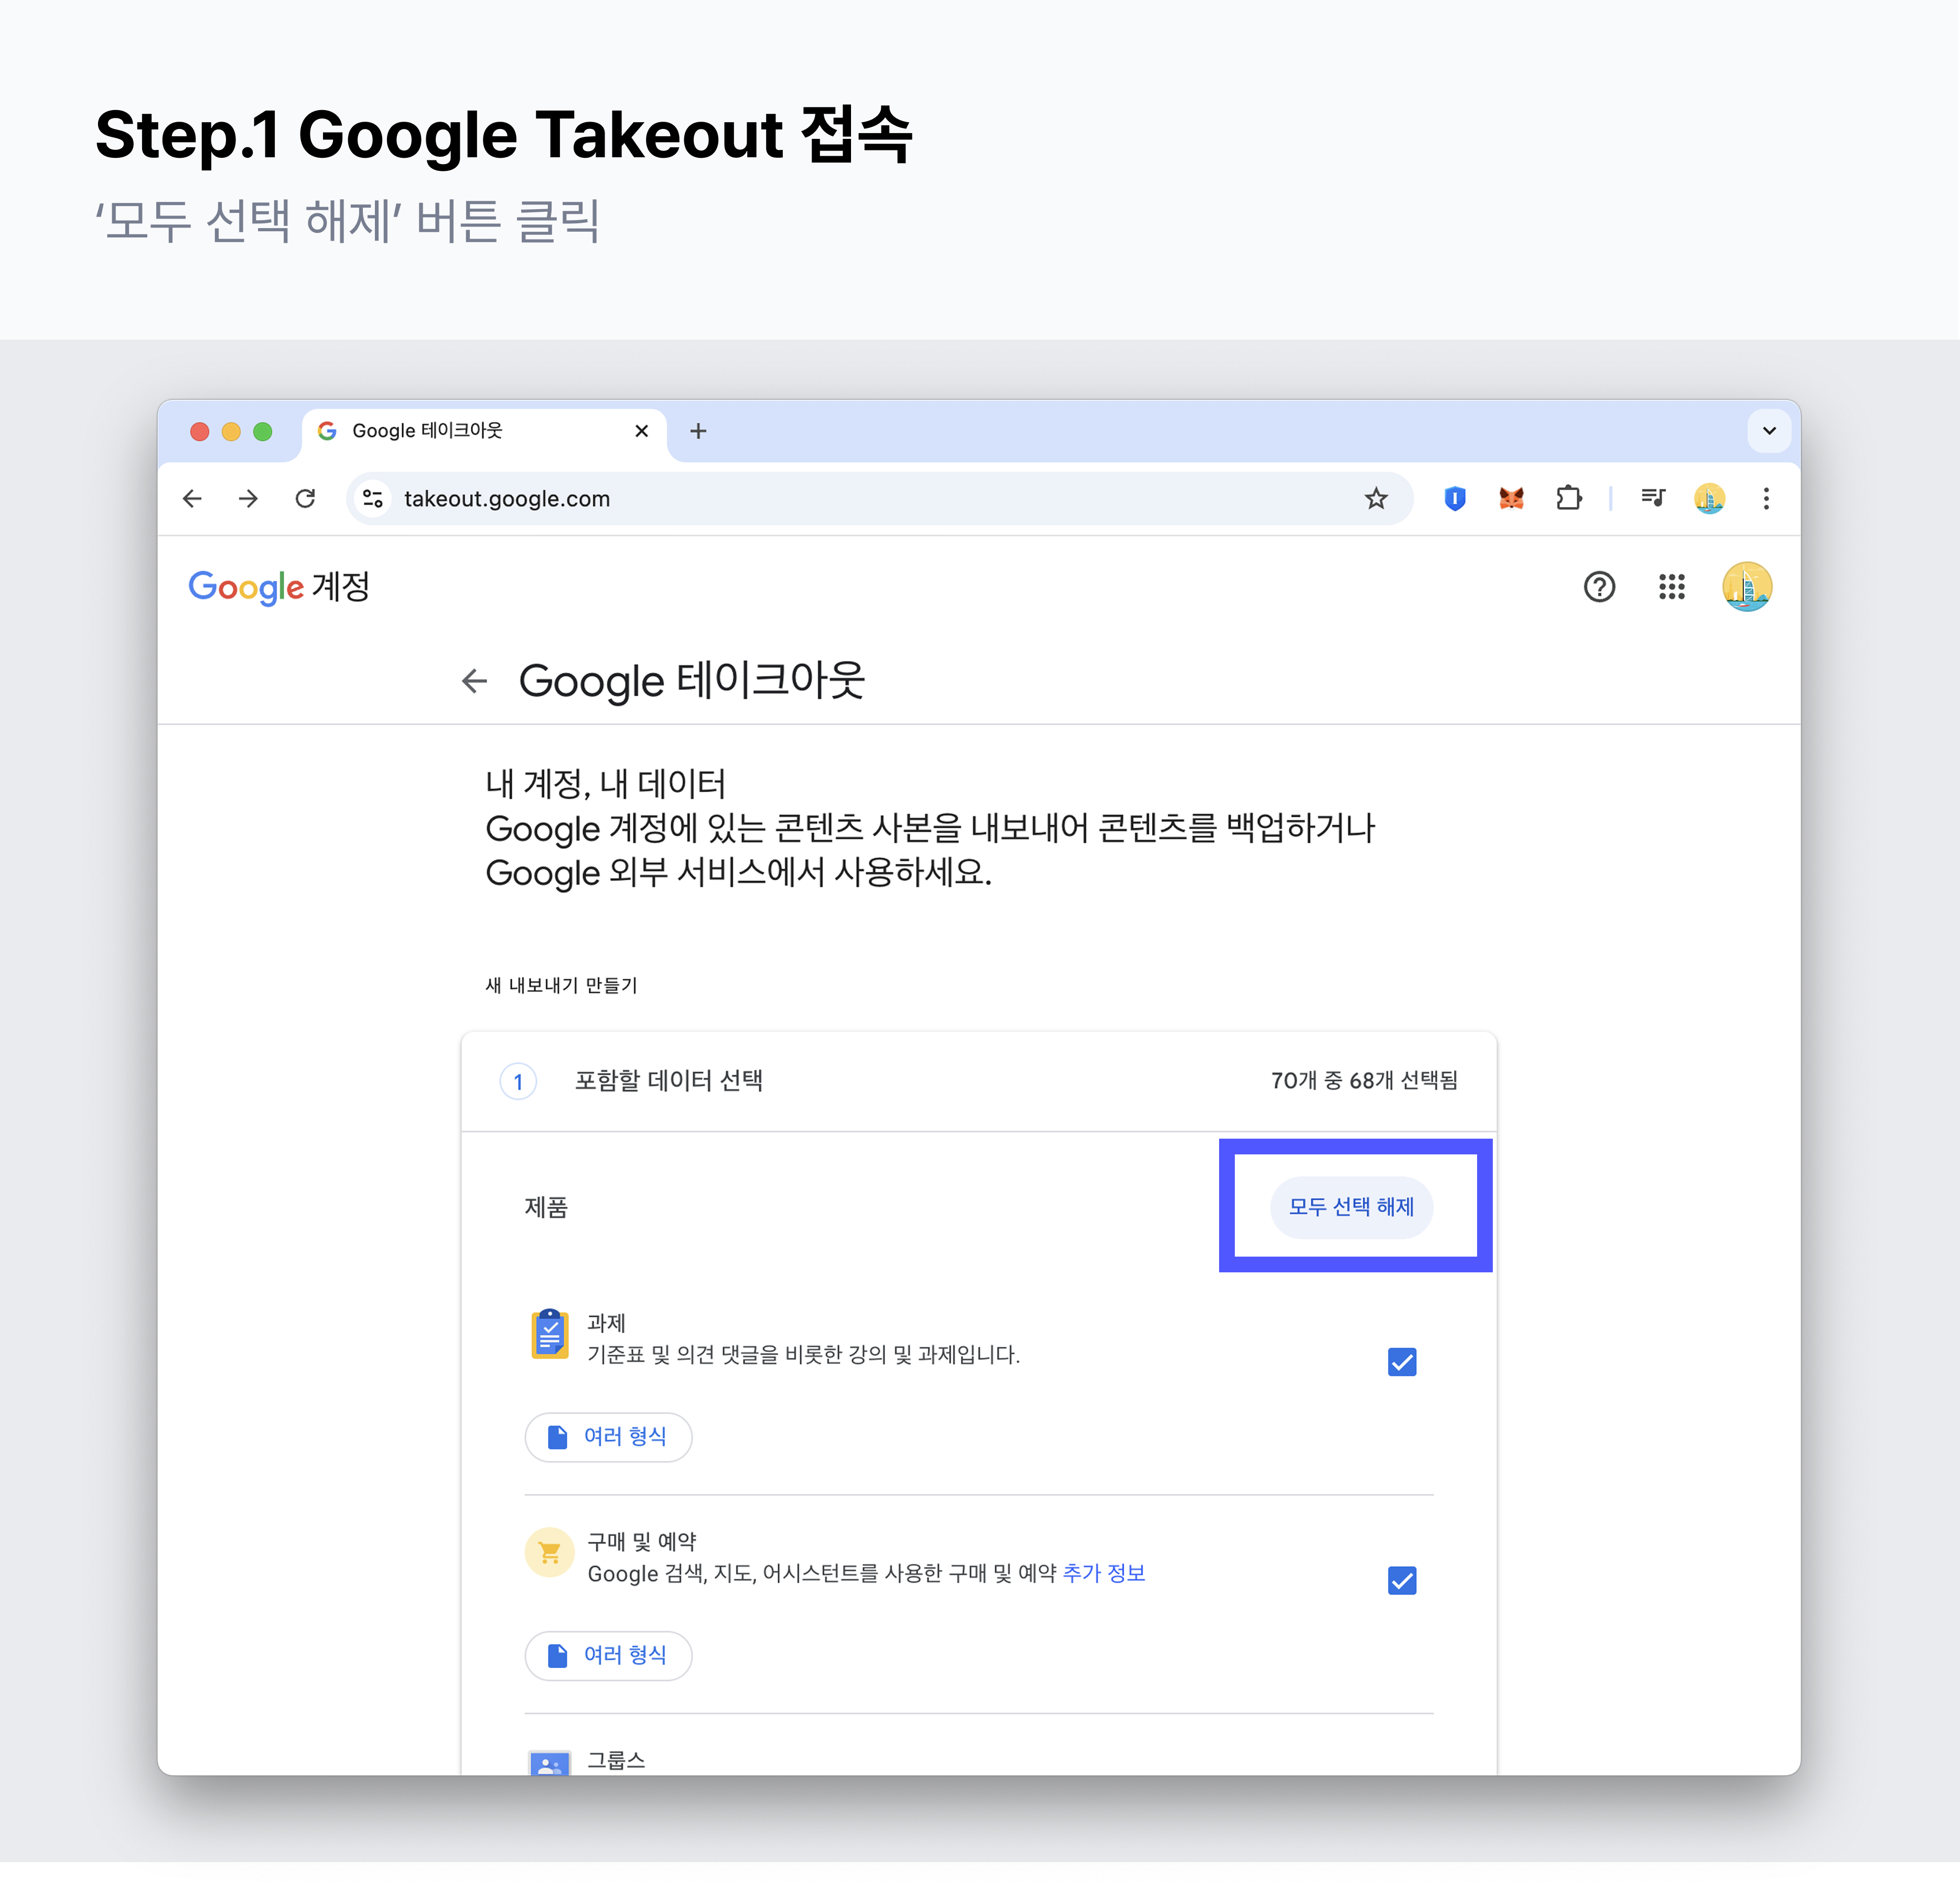 Step.1 Google Takeout 접속
‘모두 선택 해제’ 버튼 클릭
Google 테이크아웃
takeout.google.com
Google 계정
Google 테이크아웃
내 계정, 내 데이터
Google 계정에 있는 콘텐츠 사본을 내보내어 콘텐츠를 백업하거나
Google 외부 서비스에서 사용하세요.
새 내보내기 만들기
1 포함할 데이터 선택 70개 중 68개 선택됨
제품 모두 선택 해제
과제
기준표 및 의견 댓글을 비롯한 강의 및 과제입니다.
여러 형식
구매 및 예약
Google 검색, 지도, 어시스턴트를 사용한 구매 및 예약 추가 정보
여러 형식
그룹스